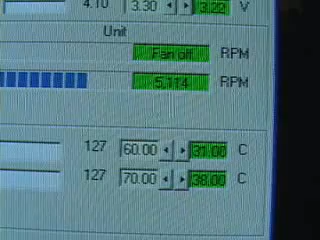 4.10 3.30 3.22 V
Unit
Fan off RPM
5,114 RPM
127 60.00 31.00 C
127 70.00 38.00 C